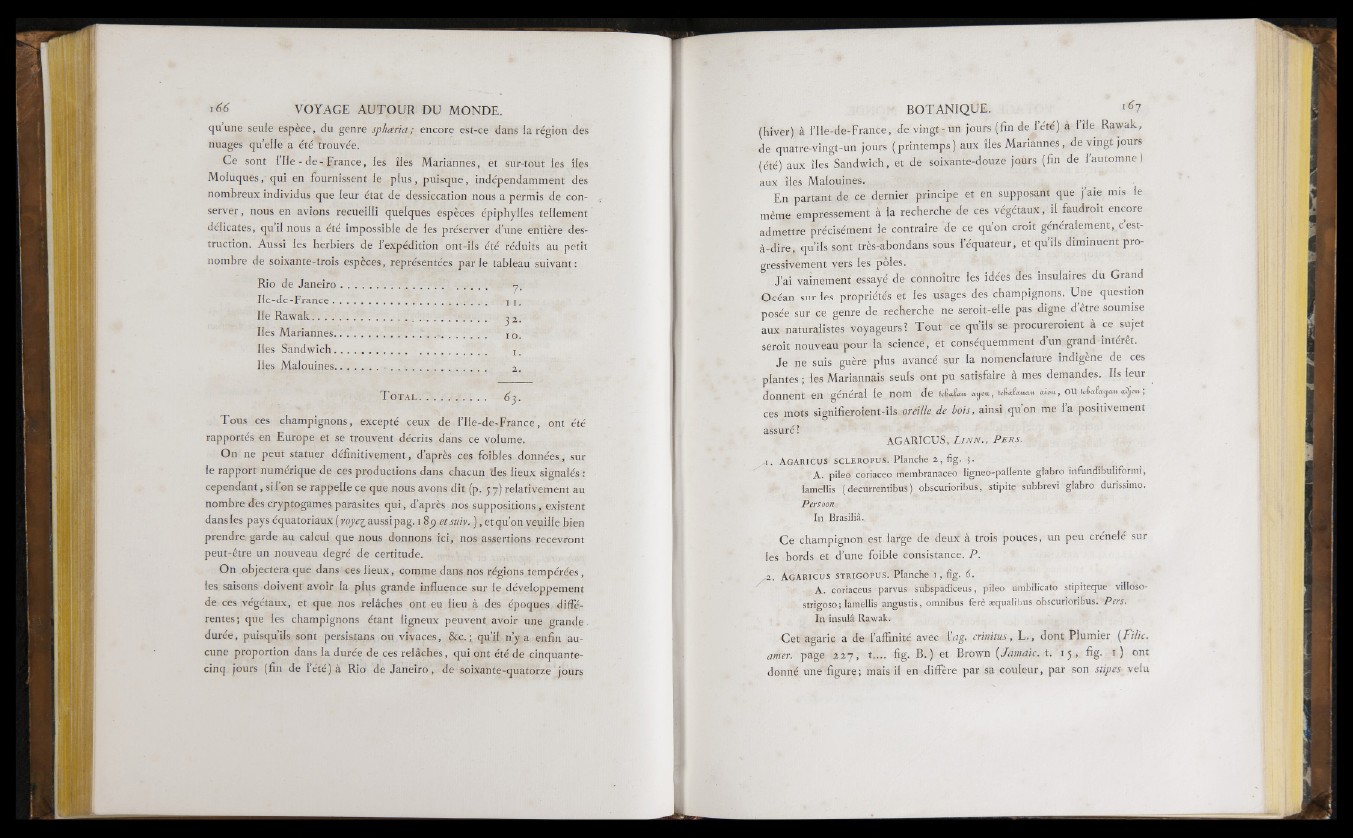 166 VOYAGE AUTOUR DU MONDE.
qu'une seule espèce, du genre sphæria; encore est-ce dans la région des
nuages qu'elle a été trouvée.
Ce sont l'Ile-de-France, les îles Mariannes, et sur-tout les îles
Moluques, qui en fournissent le plus, puisque, indépendamment des
nombreux individus que leur état de dessiccation nous a permis de con-
server, nous en avions recueilli quelques espèces épiphylles tellement
délicates, qu'il nous a été impossible de les préserver d'une entière des-
truction. Aussi les herbiers de l'expédition ont-ils été réduits au petit
nombre de soixante-trois espèces, représentées par le tableau suivant:
Rio de Janeiro .................. 7.
Ile-de-France .................. 11.
Ile Rawak .................. 32.
Iles Mariannes .................. 10.
Iles Sandwich .................. 1.
Iles Malouines .................. 2.
TOTAL .......... 63.
Tous ces champignons, excepté ceux de l'Ile-de-France, ont été
rapportés en Europe et se trouvent décrits dans ce volume.
On ne peut statuer définitivement, d'après ces foibles données, sur
le rapport numérique de ces productions dans chacun des lieux signalés:
cependant, si l'on se rappelle ce que nous avons dit (p. 57) relativement au
nombre des cryptogames parasites qui, d'après nos suppositions, existent
dans les pays équatoriaux (voyez aussi pag. 189 et suiv.), et qu'on veuille bien
prendre garde au calcul que nous donnons ici, nos assertions recevront
peut-être un nouveau degré de certitude.
On objectera que dans ces lieux, comme dans nos régions tempérées,
les saisons doivent avoir la plus grande influence sur le développement
de ces végétaux, et que nos relâches ont eu lieu à des époques diffé-
rentes; que les champignons étant ligneux peuvent avoir une grande
durée, puisqu'ils sont persistans ou vivaces, &c.; qu'il n'y a enfin au-
cune proportion dans la durée de ces relâches, qui ont été de cinquante-
cinq jours (fin de l'été) à Rio de Janeiro, de soixante-quatorze jours
BOTANIQUE. 167
(hiver) à l'Ile-de-France, de vingt-un jours (fin de l'été) à l'île Rawak,
de quatre-vingt-un jours (printemps) aux îles Mariannes, de vingt jours
(été) aux îles Sandwich, et de soixante-douze jours (fin de l'automne)
aux îles Malouines.
En partant de ce dernier principe et en supposant que j'aie mis le
même empressement à la recherche de ces végétaux, il faudroit encore
admettre précisément le contraire de ce qu'on croit généralement, c'est-
à-dire, qu'ils sont très-abondans sous l'équateur, et qu'ils diminuent pro-
gressivement vers les pôles.
J'ai vainement essayé de connoître les idées des insulaires du Grand
Océan sur les propriétés et les usages des champignons. Une question
posée sur ce genre de recherche ne seroit-elle pas digne d'être soumise
aux naturalistes voyageurs? Tout ce qu'ils se procureroient à ce sujet
seroit nouveau pour la science, et conséquemment d'un grand intérêt.
Je ne suis guère plus avancé sur la nomenclature indigène de ces
plantes; les Mariannais seuls ont pu satisfaire à mes demandes. Ils leur
donnent en général le nom de ou
ces mots signifieroient-ils oreille de bois, ainsi qu'on me l'a positivement
assuré?
AGARICUS, LINN., PERS.
1. AGARICUS SCLEROPUS. Planche 2, fig. 3.
A. pileo coriaceo membranaceo ligneo-pallente glabro infundibuliformi,
lamellis (decurrentibus) obscurioribus, stipite subbrevi glabro durissimo.
Persoon.
In Brasiliâ.
Ce champignon est large de deux à trois pouces, un peu crénelé sur
les bords et d'une foible consistance. P.
2. AGARICUS STRIGOPUS. Planche 1, fig. 6.
A. coriaceus parvus subspadiceus, pileo umbilicato stipiteque villoso-
strigoso; lamellis angustis, omnibus ferè æqualibus obscurioribus. Pers.
In insulâ Rawak.
Cet agaric a de l'affinité avec l'ag. crinitus, L., dont Plumier (Filic.
amer. page 227, t.... fig. B.) et Brown (Jamaic. t. 15, fig. 1) ont
donné une figure; mais il en diffère par sa couleur, par son stipes velu